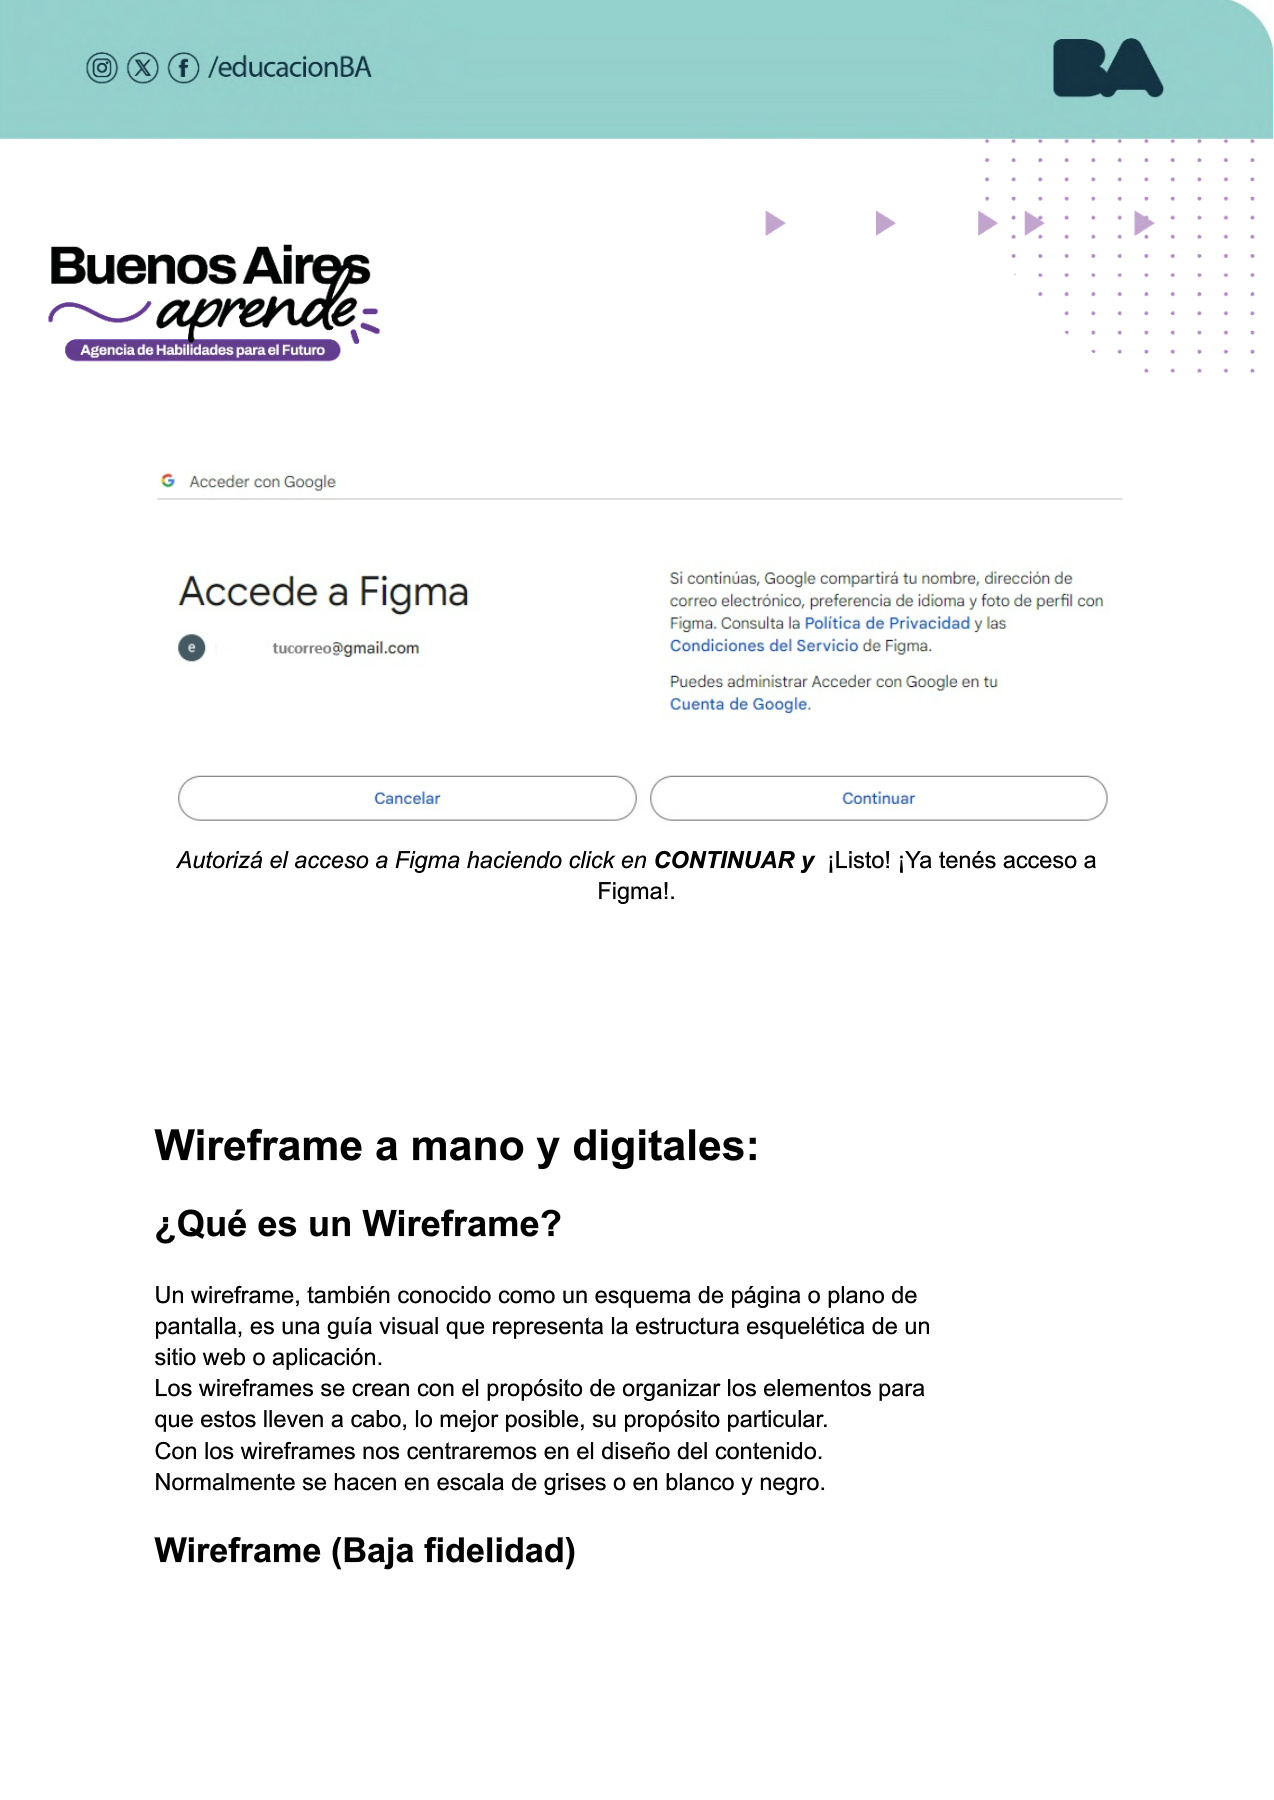 /educacionBA
BA
Buenos Aires
aprende
Agencia de Habilidades para el Futuro
Acceder con Google
Accede a Figma
e
tucorreo@gmail.com
Si continúas, Google compartirá tu nombre, dirección de
correo electrónico, preferencia de idioma y foto de perfil con
Figma. Consulta la Política de Privacidad y las
Condiciones del Servicio de Figma.
Puedes administrar Acceder con Google en tu
Cuenta de Google.
Cancelar
Continuar
Autorizá el acceso a Figma haciendo click en CONTINUAR y ¡Listo! ¡Ya tenés acceso a
Figma!.
Wireframe a mano y digitales:
¿Qué es un Wireframe?
Un wireframe, también conocido como un esquema de página o plano de
pantalla, es una guía visual que representa la estructura esquelética de un
sitio web o aplicación.
Los wireframes se crean con el propósito de organizar los elementos para
que estos lleven a cabo, lo mejor posible, su propósito particular.
Con los wireframes nos centraremos en el diseño del contenido.
Normalmente se hacen en escala de grises o en blanco y negro.
Wireframe (Baja fidelidad)